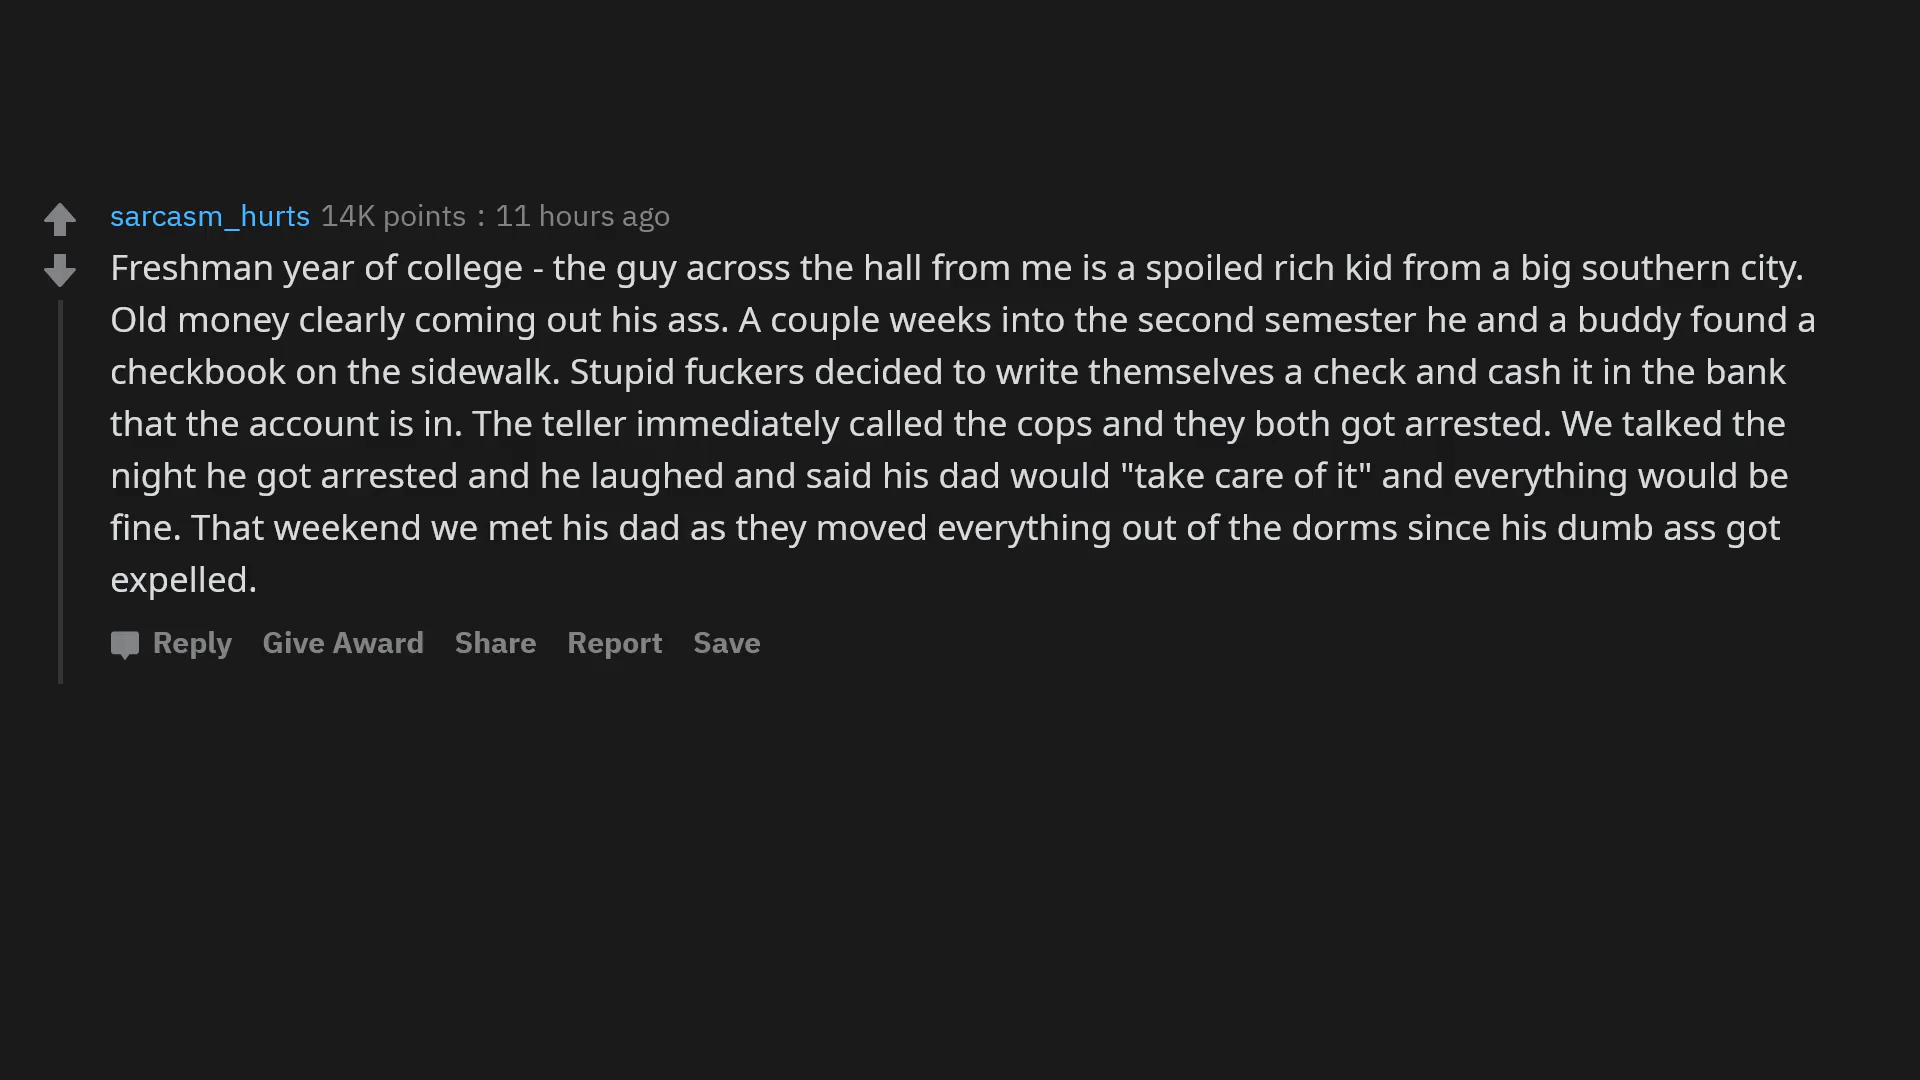 sarcasm_hurts 14K points : 11 hours ago
Freshman year of college - the guy across the hall from me is a spoiled rich kid from a big southern city.
Old money clearly coming out his ass. A couple weeks into the second semester he and a buddy found a
checkbook on the sidewalk. Stupid fuckers decided to write themselves a check and cash it in the bank
that the account is in. The teller immediately called the cops and they both got arrested. We talked the
night he got arrested and he laughed and said his dad would "take care of it" and everything would be
fine. That weekend we met his dad as they moved everything out of the dorms since his dumb ass got
expelled.
Reply Give Award Share Report Save